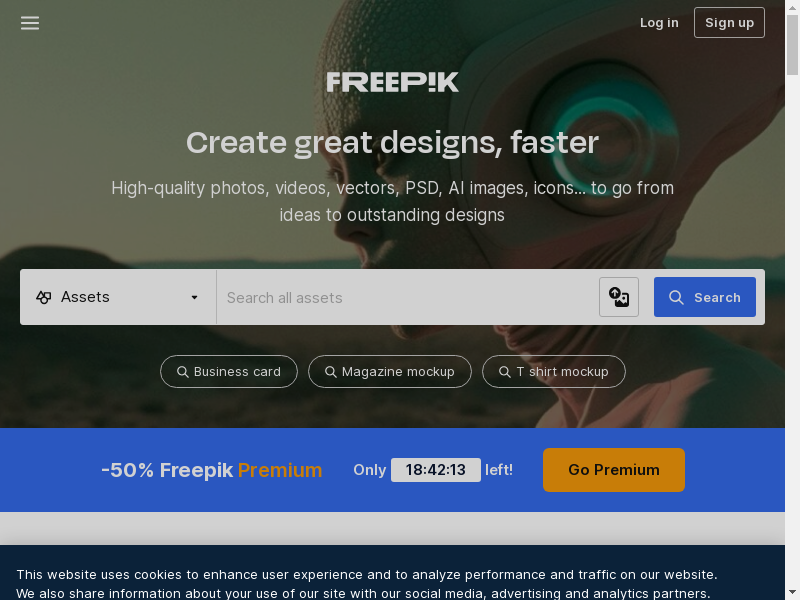 Log in
Sign up
FREEPIK
Create great designs, faster
High-quality photos, videos, vectors, PSD, AI images, icons... to go from
ideas to outstanding designs
Assets
Search all assets
Search
Business card
Magazine mockup
T shirt mockup
-50% Freepik Premium
Only 18:42:13 left!
Go Premium
This website uses cookies to enhance user experience and to analyze performance and traffic on our website.
We also share information about your use of our site with our social media, advertising and analytics partners.